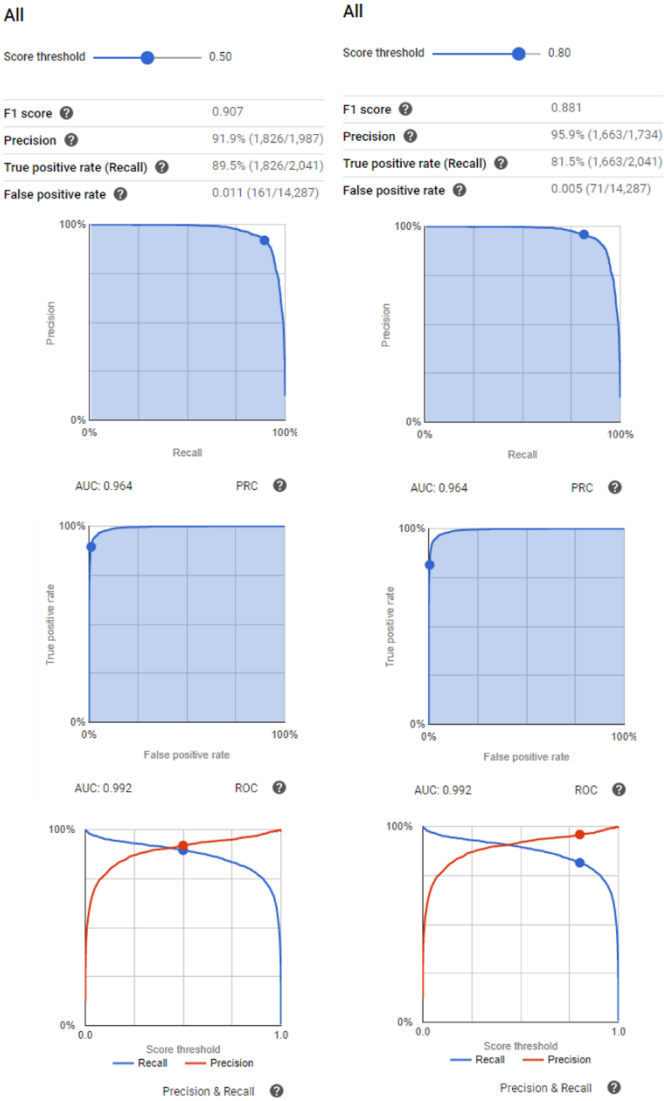 All
Score threshold 0.50
F1 score ? 0.907
Precision ? 91.9% (1,826/1,987)
True positive rate (Recall) ? 89.5% (1,826/2,041)
False positive rate ? 0.011 (161/14,287)
100%
Precision
0%
0% 100%
Recall
AUC: 0.964 PRC ?
100%
True positive rate
0%
0% 100%
False positive rate
AUC: 0.992 ROC ?
100%
0%
0.0 1.0
Score threshold
Recall Precision
Precision & Recall ?
All
Score threshold 0.80
F1 score ? 0.881
Precision ? 95.9% (1,663/1,734)
True positive rate (Recall) ? 81.5% (1,663/2,041)
False positive rate ? 0.005 (71/14,287)
100%
Precision
0%
0% 100%
Recall
AUC: 0.964 PRC ?
100%
True positive rate
0%
0% 100%
False positive rate
AUC: 0.992 ROC ?
100%
0%
0.0 1.0
Score threshold
Recall Precision
Precision & Recall ?